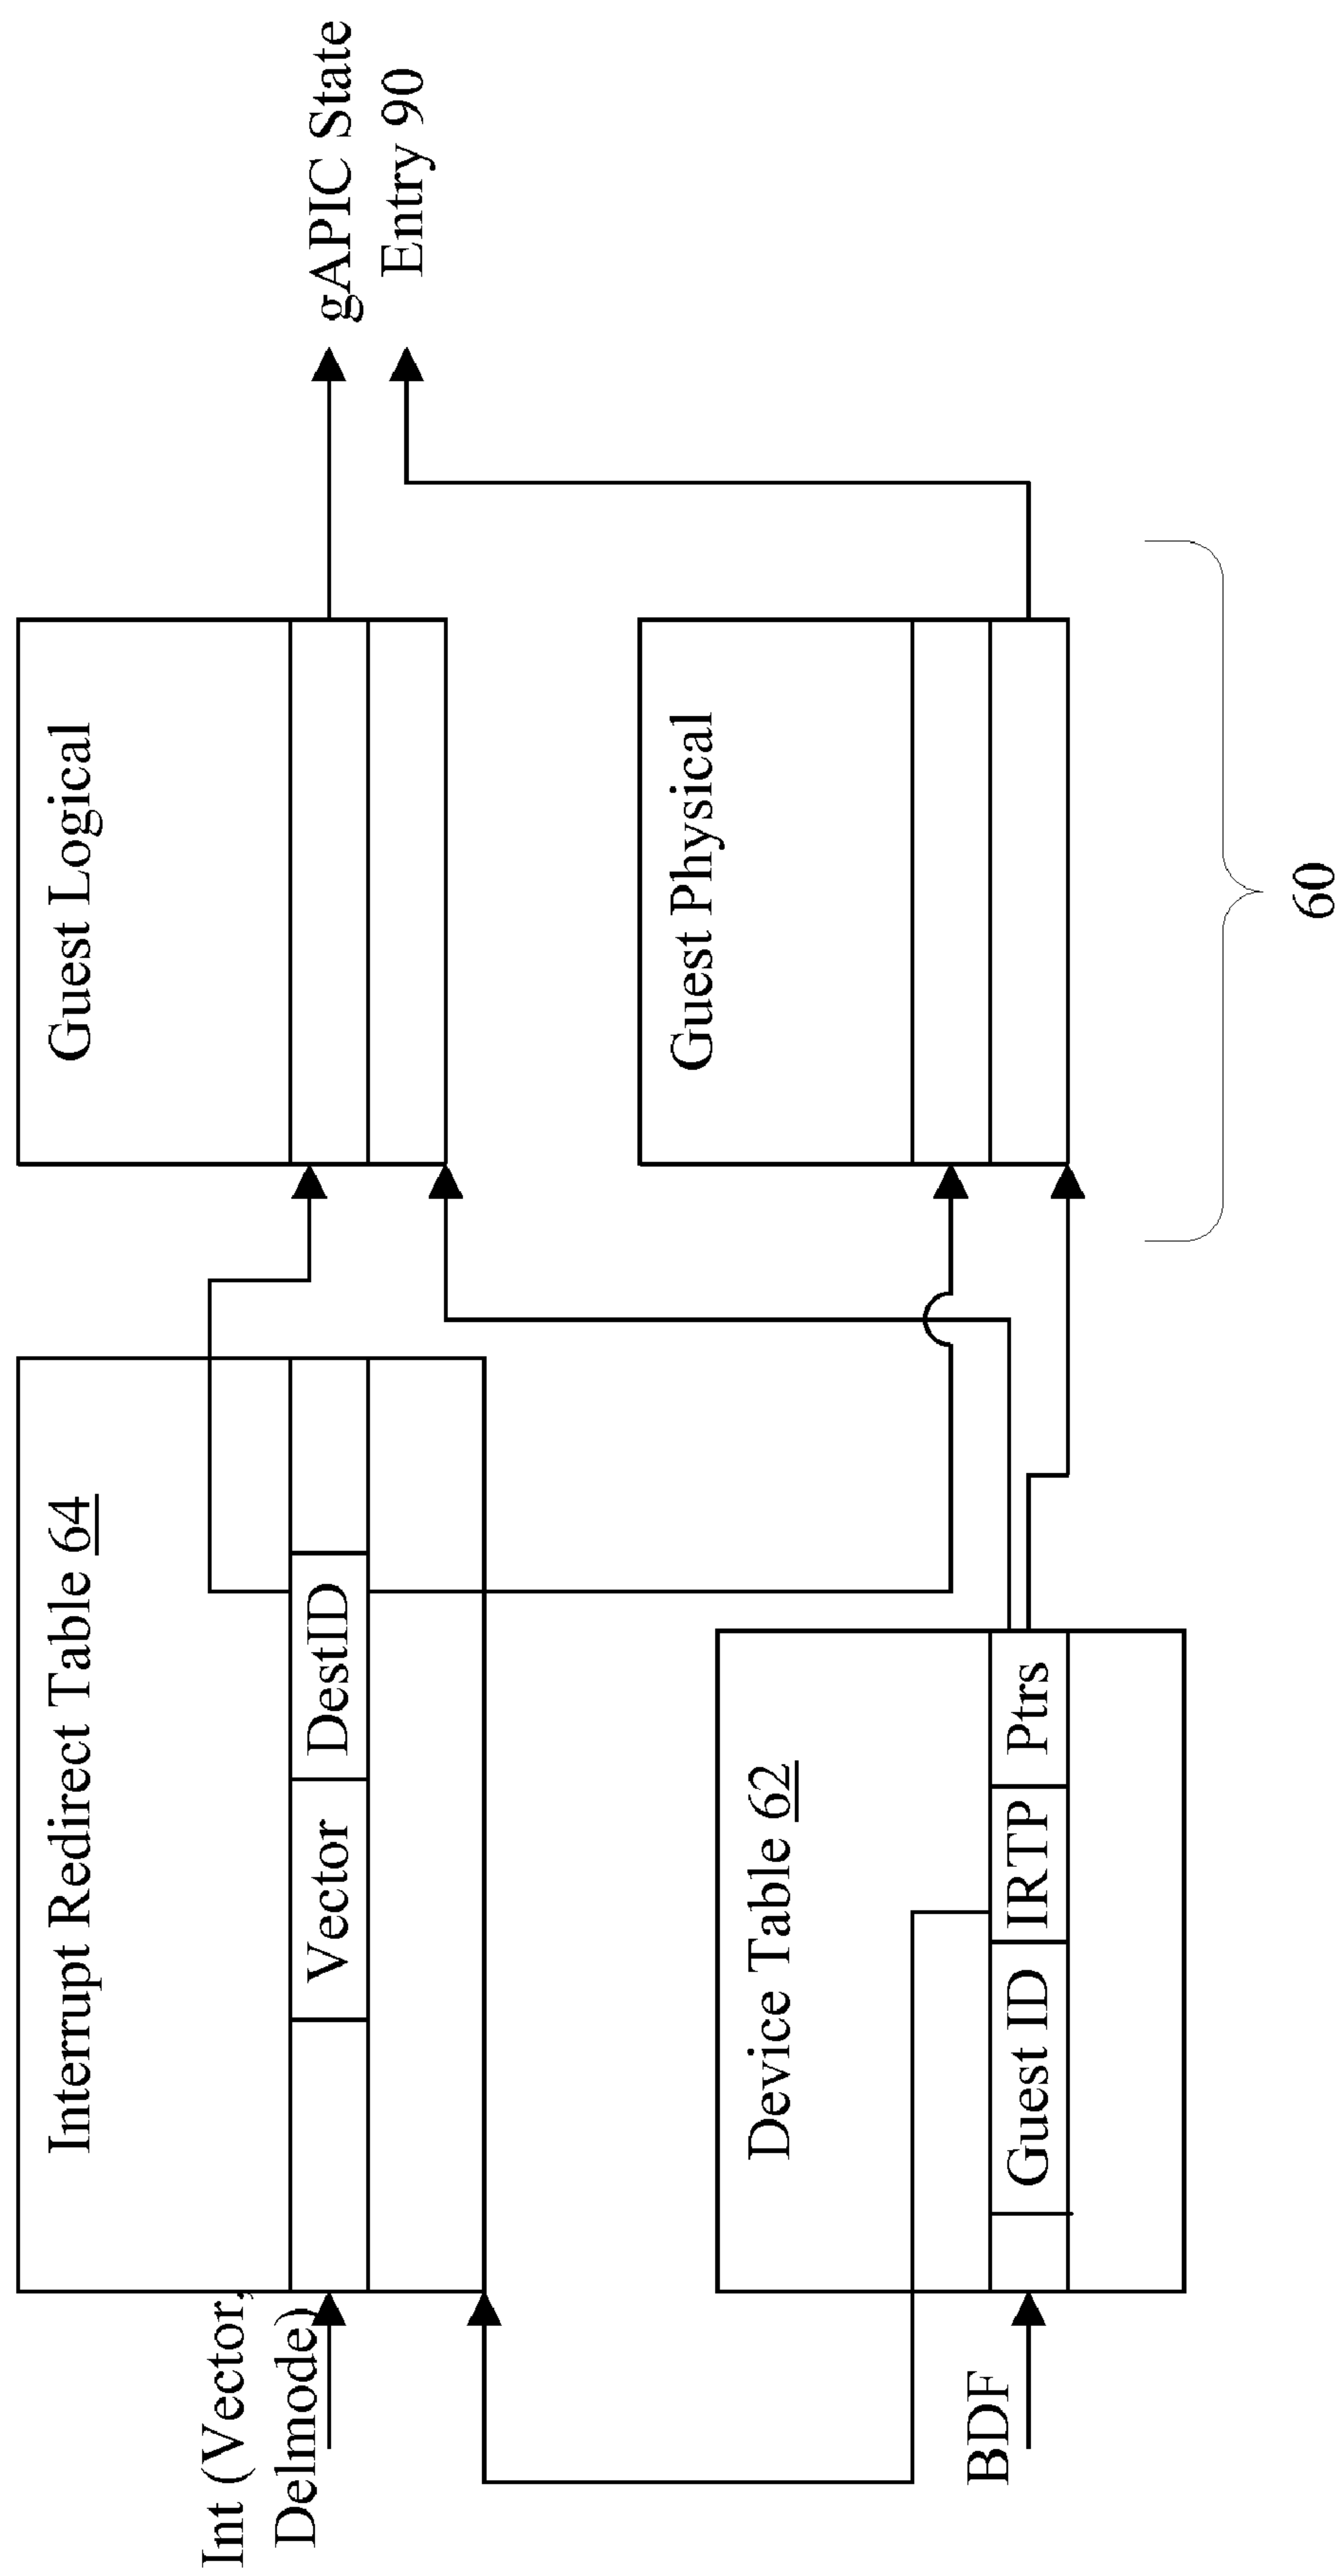 Interrupt Redirect Table 64
Guest Logical
Int (Vector,
Delmode)
Vector
DestID
gAPIC State
Entry 90
Device Table 62
Guest Physical
BDF
Guest ID
IRTP
Ptrs
60